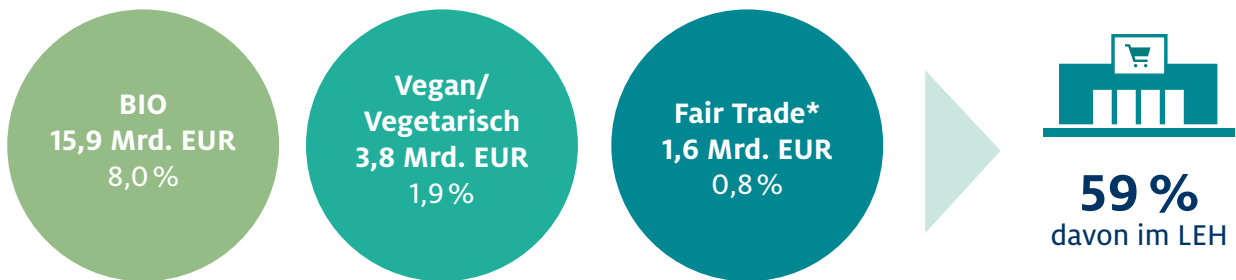 BIO
15,9 Mrd. EUR
8,0 %
Vegan/
Vegetarisch
3,8 Mrd. EUR
1,9 %
Fair Trade*
1,6 Mrd. EUR
0,8 %
59 %
davon im LEH